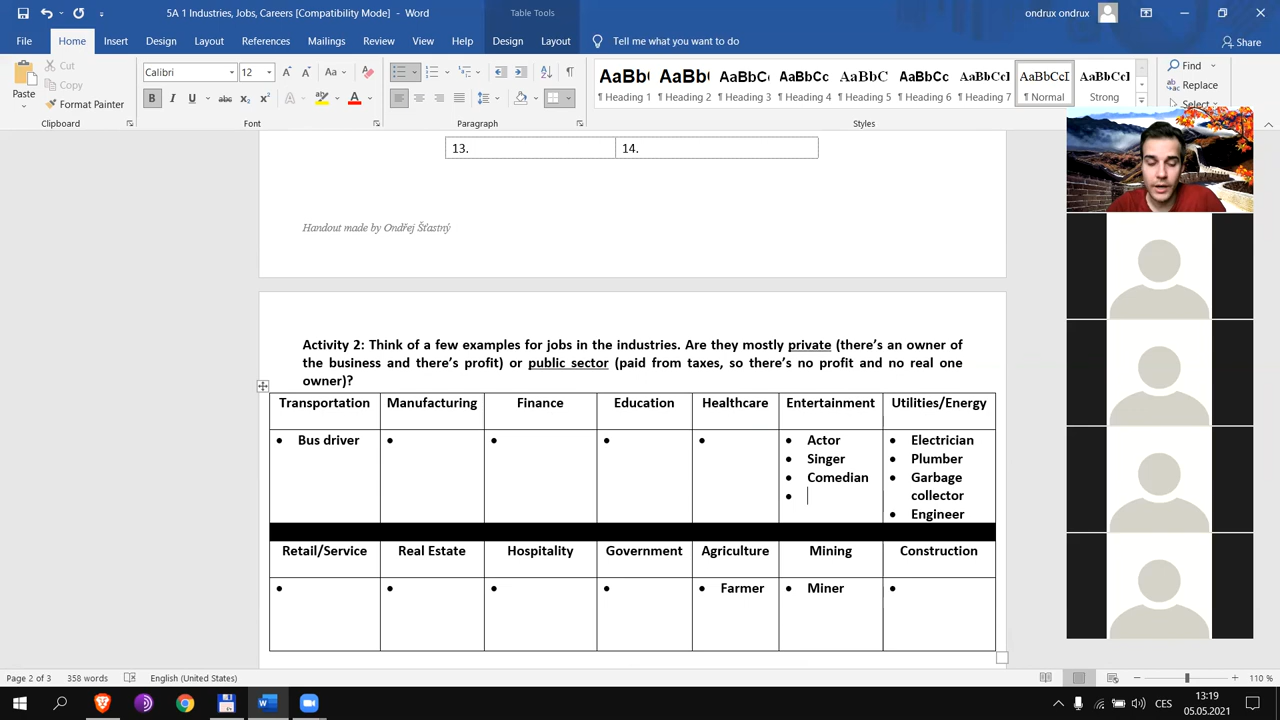 5A 1 Industries, Jobs, Careers [Compatibility Mode] - Word
Table Tools
ondrux ondrux
File Home Insert Design Layout References Mailings Review View Help Design Layout Tell me what you want to do Share
Paste
Cut
Copy
Format Painter
Clipboard
Calibri 12
Font
Paragraph
AaBbC AaBbC AaBbCc AaBbCc AaBbC AaBbCc AaBbCc AaBbCcI AaBbCcI
¶ Heading 1 ¶ Heading 2 ¶ Heading 3 ¶ Heading 4 ¶ Heading 5 ¶ Heading 6 ¶ Heading 7 ¶ Normal Strong
Styles
Find
Replace
Select
13. 14.
Handout made by Ondřej Šťastný
Activity 2: Think of a few examples for jobs in the industries. Are they mostly private (there's an owner of
the business and there's profit) or public sector (paid from taxes, so there's no profit and no real one
owner)?
Transportation Manufacturing Finance Education Healthcare Entertainment Utilities/Energy
• Bus driver • • • • • Actor • Electrician
• Singer • Plumber
• Comedian • Garbage
• collector
• Engineer
Retail/Service Real Estate Hospitality Government Agriculture Mining Construction
• • • • • Farmer • Miner •
Page 2 of 3 358 words English (United States) 110 %
CES
13:19
05.05.2021